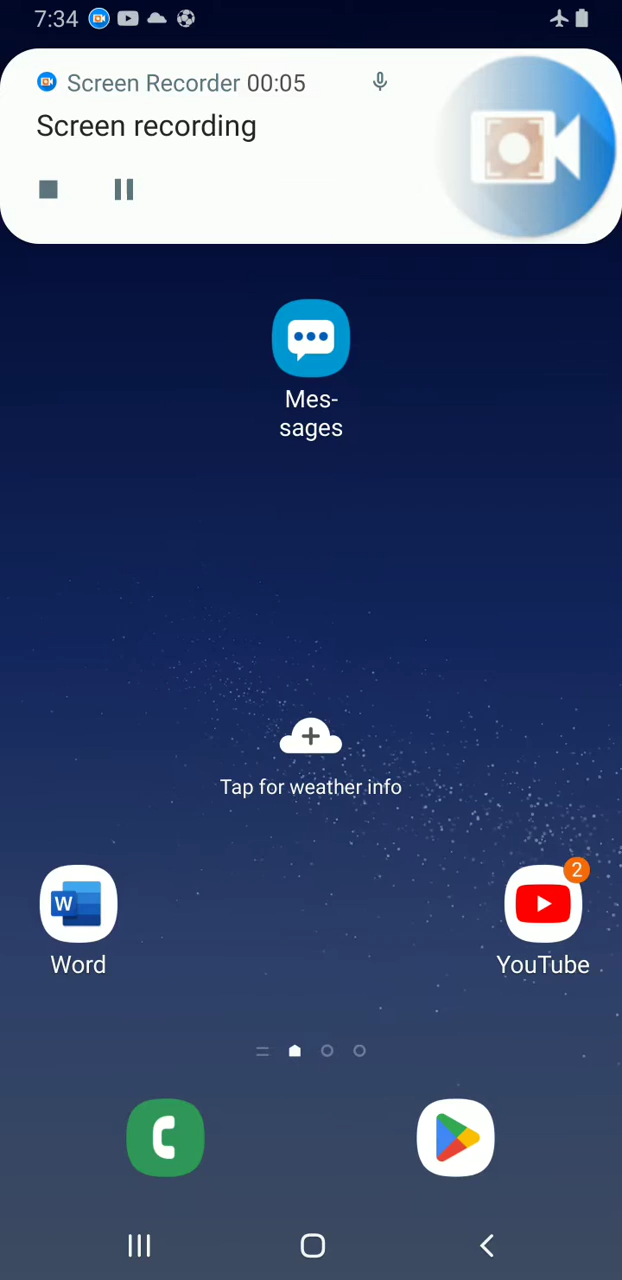 7:34
Screen Recorder 00:05
Screen recording
Mes-
sages
Tap for weather info
W
2
Word
YouTube